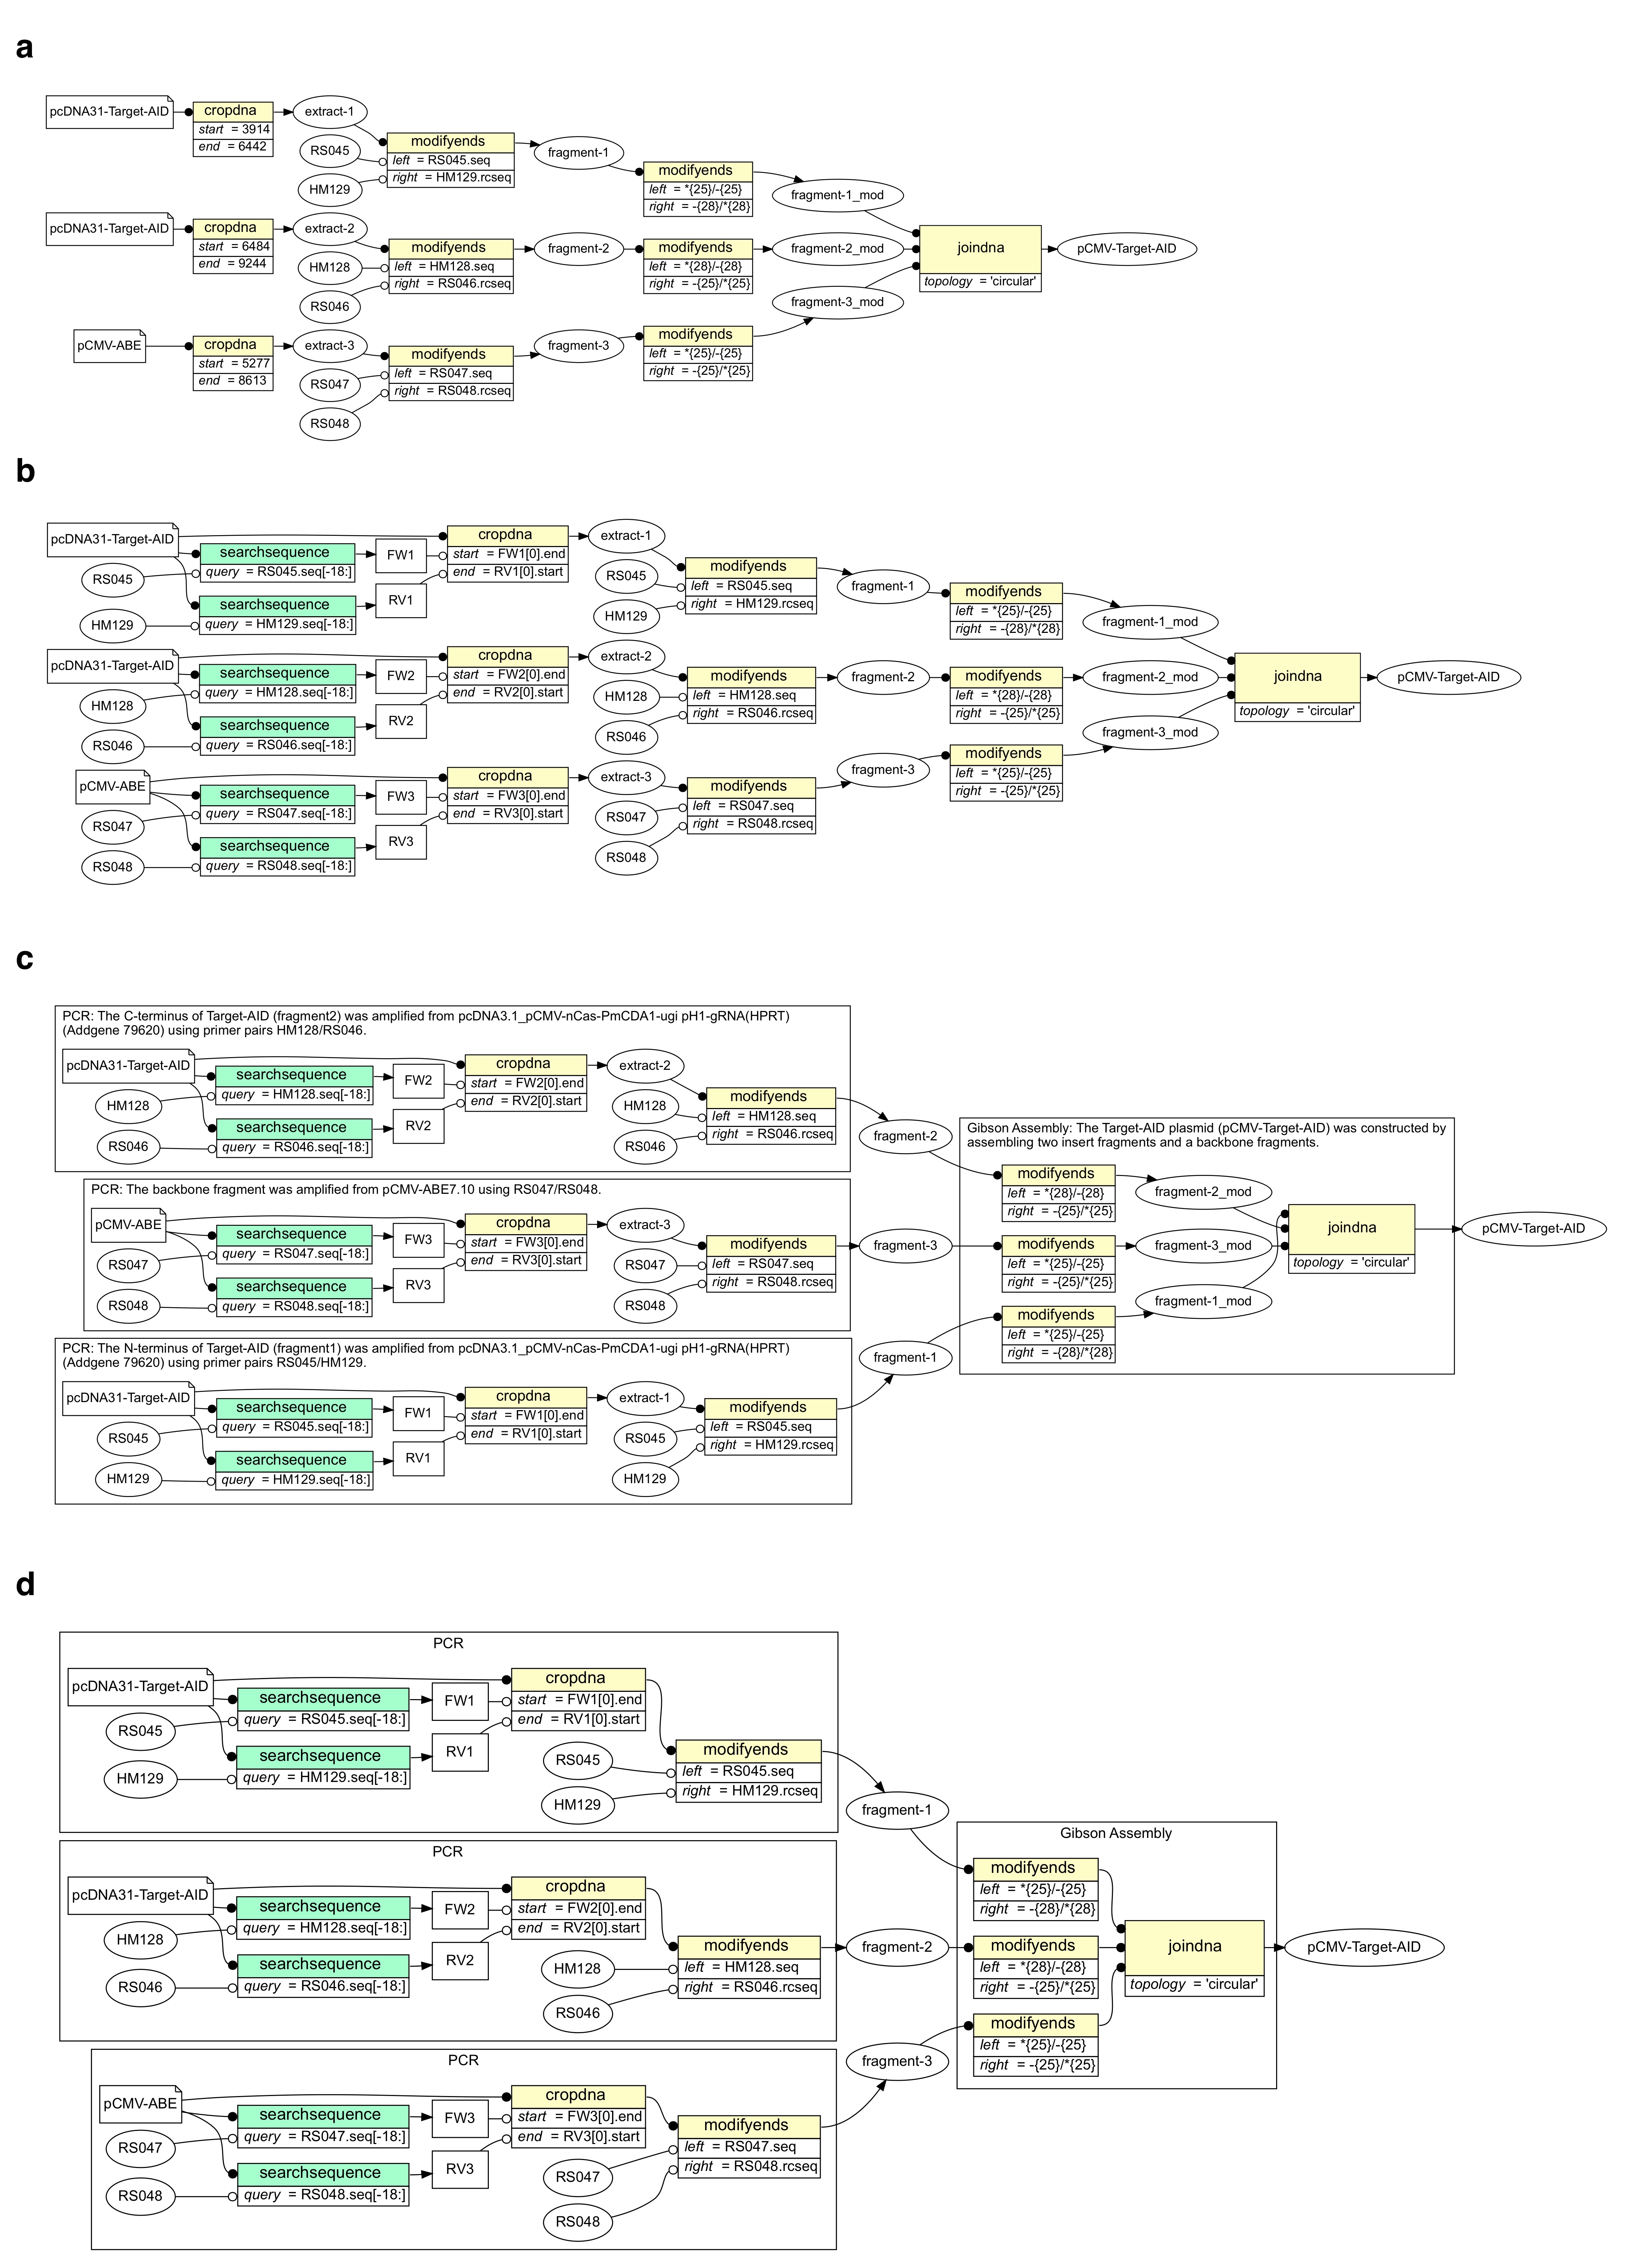 a
pcDNA31-Target-AID
cropdna
start = 3914
end = 6442
extract-1
RS045
HM129
modifyends
left = RS045.seq
right = HM129.rcseq
fragment-1
modifyends
left = *{25}/-{25}
right = -{28}/*{28}
fragment-1_mod
pcDNA31-Target-AID
cropdna
start = 6484
end = 9244
extract-2
HM128
RS046
modifyends
left = HM128.seq
right = RS046.rcseq
fragment-2
modifyends
left = *{28}/-{28}
right = -{25}/*{25}
fragment-2_mod
joindna
topology = 'circular'
pCMV-Target-AID
pCMV-ABE
cropdna
start = 5277
end = 8613
extract-3
RS047
RS048
modifyends
left = RS047.seq
right = RS048.rcseq
fragment-3
modifyends
left = *{25}/-{25}
right = -{25}/*{25}
fragment-3_mod
b
pcDNA31-Target-AID
RS045
HM129
searchsequence
query = RS045.seq[-18:]
searchsequence
query = HM129.seq[-18:]
FW1
RV1
cropdna
start = FW1[0].end
end = RV1[0].start
extract-1
RS045
HM129
modifyends
left = RS045.seq
right = HM129.rcseq
fragment-1
modifyends
left = *{25}/-{25}
right = -{28}/*{28}
fragment-1_mod
pcDNA31-Target-AID
HM128
RS046
searchsequence
query = HM128.seq[-18:]
searchsequence
query = RS046.seq[-18:]
FW2
RV2
cropdna
start = FW2[0].end
end = RV2[0].start
extract-2
HM128
RS046
modifyends
left = HM128.seq
right = RS046.rcseq
fragment-2
modifyends
left = *{28}/-{28}
right = -{25}/*{25}
fragment-2_mod
joindna
topology = 'circular'
pCMV-Target-AID
pCMV-ABE
RS047
RS048
searchsequence
query = RS047.seq[-18:]
searchsequence
query = RS048.seq[-18:]
FW3
RV3
cropdna
start = FW3[0].end
end = RV3[0].start
extract-3
RS047
RS048
modifyends
left = RS047.seq
right = RS048.rcseq
fragment-3
modifyends
left = *{25}/-{25}
right = -{25}/*{25}
fragment-3_mod
c
PCR: The C-terminus of Target-AID (fragment2) was amplified from pcDNA3.1_pCMV-nCas-PmCDA1-ugi pH1-gRNA(HPRT)
(Addgene 79620) using primer pairs HM128/RS046.
pcDNA31-Target-AID
HM128
RS046
searchsequence
query = HM128.seq[-18:]
searchsequence
query = RS046.seq[-18:]
FW2
RV2
cropdna
start = FW2[0].end
end = RV2[0].start
extract-2
HM128
RS046
modifyends
left = HM128.seq
right = RS046.rcseq
fragment-2
PCR: The backbone fragment was amplified from pCMV-ABE7.10 using RS047/RS048.
pCMV-ABE
RS047
RS048
searchsequence
query = RS047.seq[-18:]
searchsequence
query = RS048.seq[-18:]
FW3
RV3
cropdna
start = FW3[0].end
end = RV3[0].start
extract-3
RS047
RS048
modifyends
left = RS047.seq
right = RS048.rcseq
fragment-3
PCR: The N-terminus of Target-AID (fragment1) was amplified from pcDNA3.1_pCMV-nCas-PmCDA1-ugi pH1-gRNA(HPRT)
(Addgene 79620) using primer pairs RS045/HM129.
pcDNA31-Target-AID
RS045
HM129
searchsequence
query = RS045.seq[-18:]
searchsequence
query = HM129.seq[-18:]
FW1
RV1
cropdna
start = FW1[0].end
end = RV1[0].start
extract-1
RS045
HM129
modifyends
left = RS045.seq
right = HM129.rcseq
fragment-1
Gibson Assembly: The Target-AID plasmid (pCMV-Target-AID) was constructed by
assembling two insert fragments and a backbone fragments.
modifyends
left = *{28}/-{28}
right = -{25}/*{25}
fragment-2_mod
modifyends
left = *{25}/-{25}
right = -{25}/*{25}
fragment-3_mod
modifyends
left = *{25}/-{25}
right = -{28}/*{28}
fragment-1_mod
joindna
topology = 'circular'
pCMV-Target-AID
d
PCR
pcDNA31-Target-AID
RS045
HM129
searchsequence
query = RS045.seq[-18:]
searchsequence
query = HM129.seq[-18:]
FW1
RV1
cropdna
start = FW1[0].end
end = RV1[0].start
RS045
HM129
modifyends
left = RS045.seq
right = HM129.rcseq
fragment-1
PCR
pcDNA31-Target-AID
HM128
RS046
searchsequence
query = HM128.seq[-18:]
searchsequence
query = RS046.seq[-18:]
FW2
RV2
cropdna
start = FW2[0].end
end = RV2[0].start
HM128
RS046
modifyends
left = HM128.seq
right = RS046.rcseq
fragment-2
PCR
pCMV-ABE
RS047
RS048
searchsequence
query = RS047.seq[-18:]
searchsequence
query = RS048.seq[-18:]
FW3
RV3
cropdna
start = FW3[0].end
end = RV3[0].start
RS047
RS048
modifyends
left = RS047.seq
right = RS048.rcseq
fragment-3
Gibson Assembly
modifyends
left = *{25}/-{25}
right = -{28}/*{28}
modifyends
left = *{28}/-{28}
right = -{25}/*{25}
modifyends
left = *{25}/-{25}
right = -{25}/*{25}
joindna
topology = 'circular'
pCMV-Target-AID